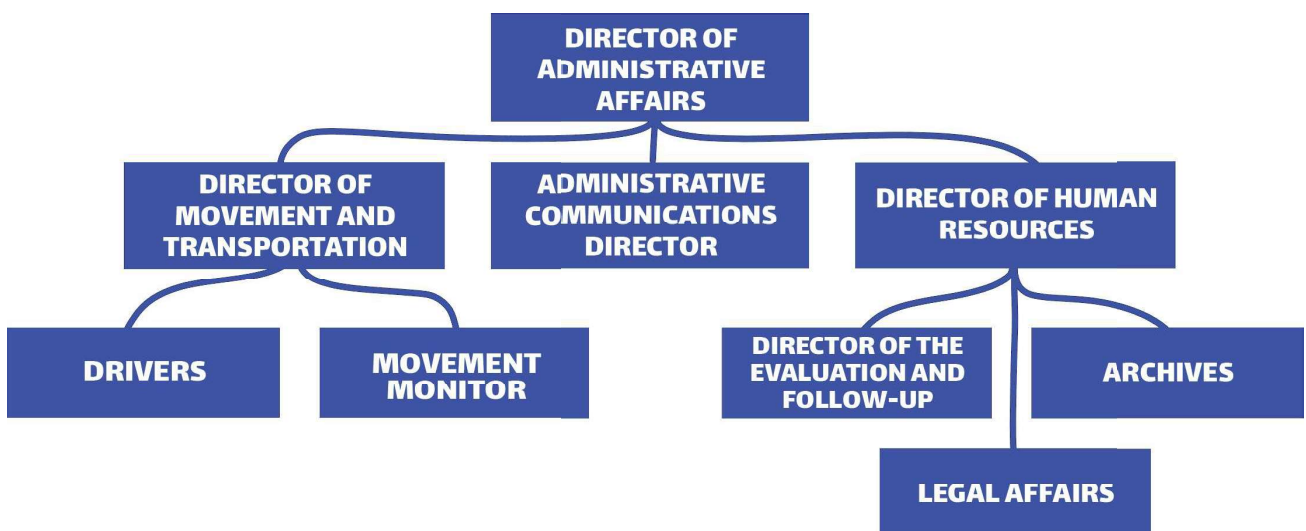 DIRECTOR OF
ADMINISTRATIVE
AFFAIRS
DIRECTOR OF
MOVEMENT AND
TRANSPORTATION
ADMINISTRATIVE
COMMUNICATIONS
DIRECTOR
DIRECTOR OF HUMAN
RESOURCES
DRIVERS
MOVEMENT
MONITOR
DIRECTOR OF THE
EVALUATION AND
FOLLOW-UP
ARCHIVES
LEGAL AFFAIRS